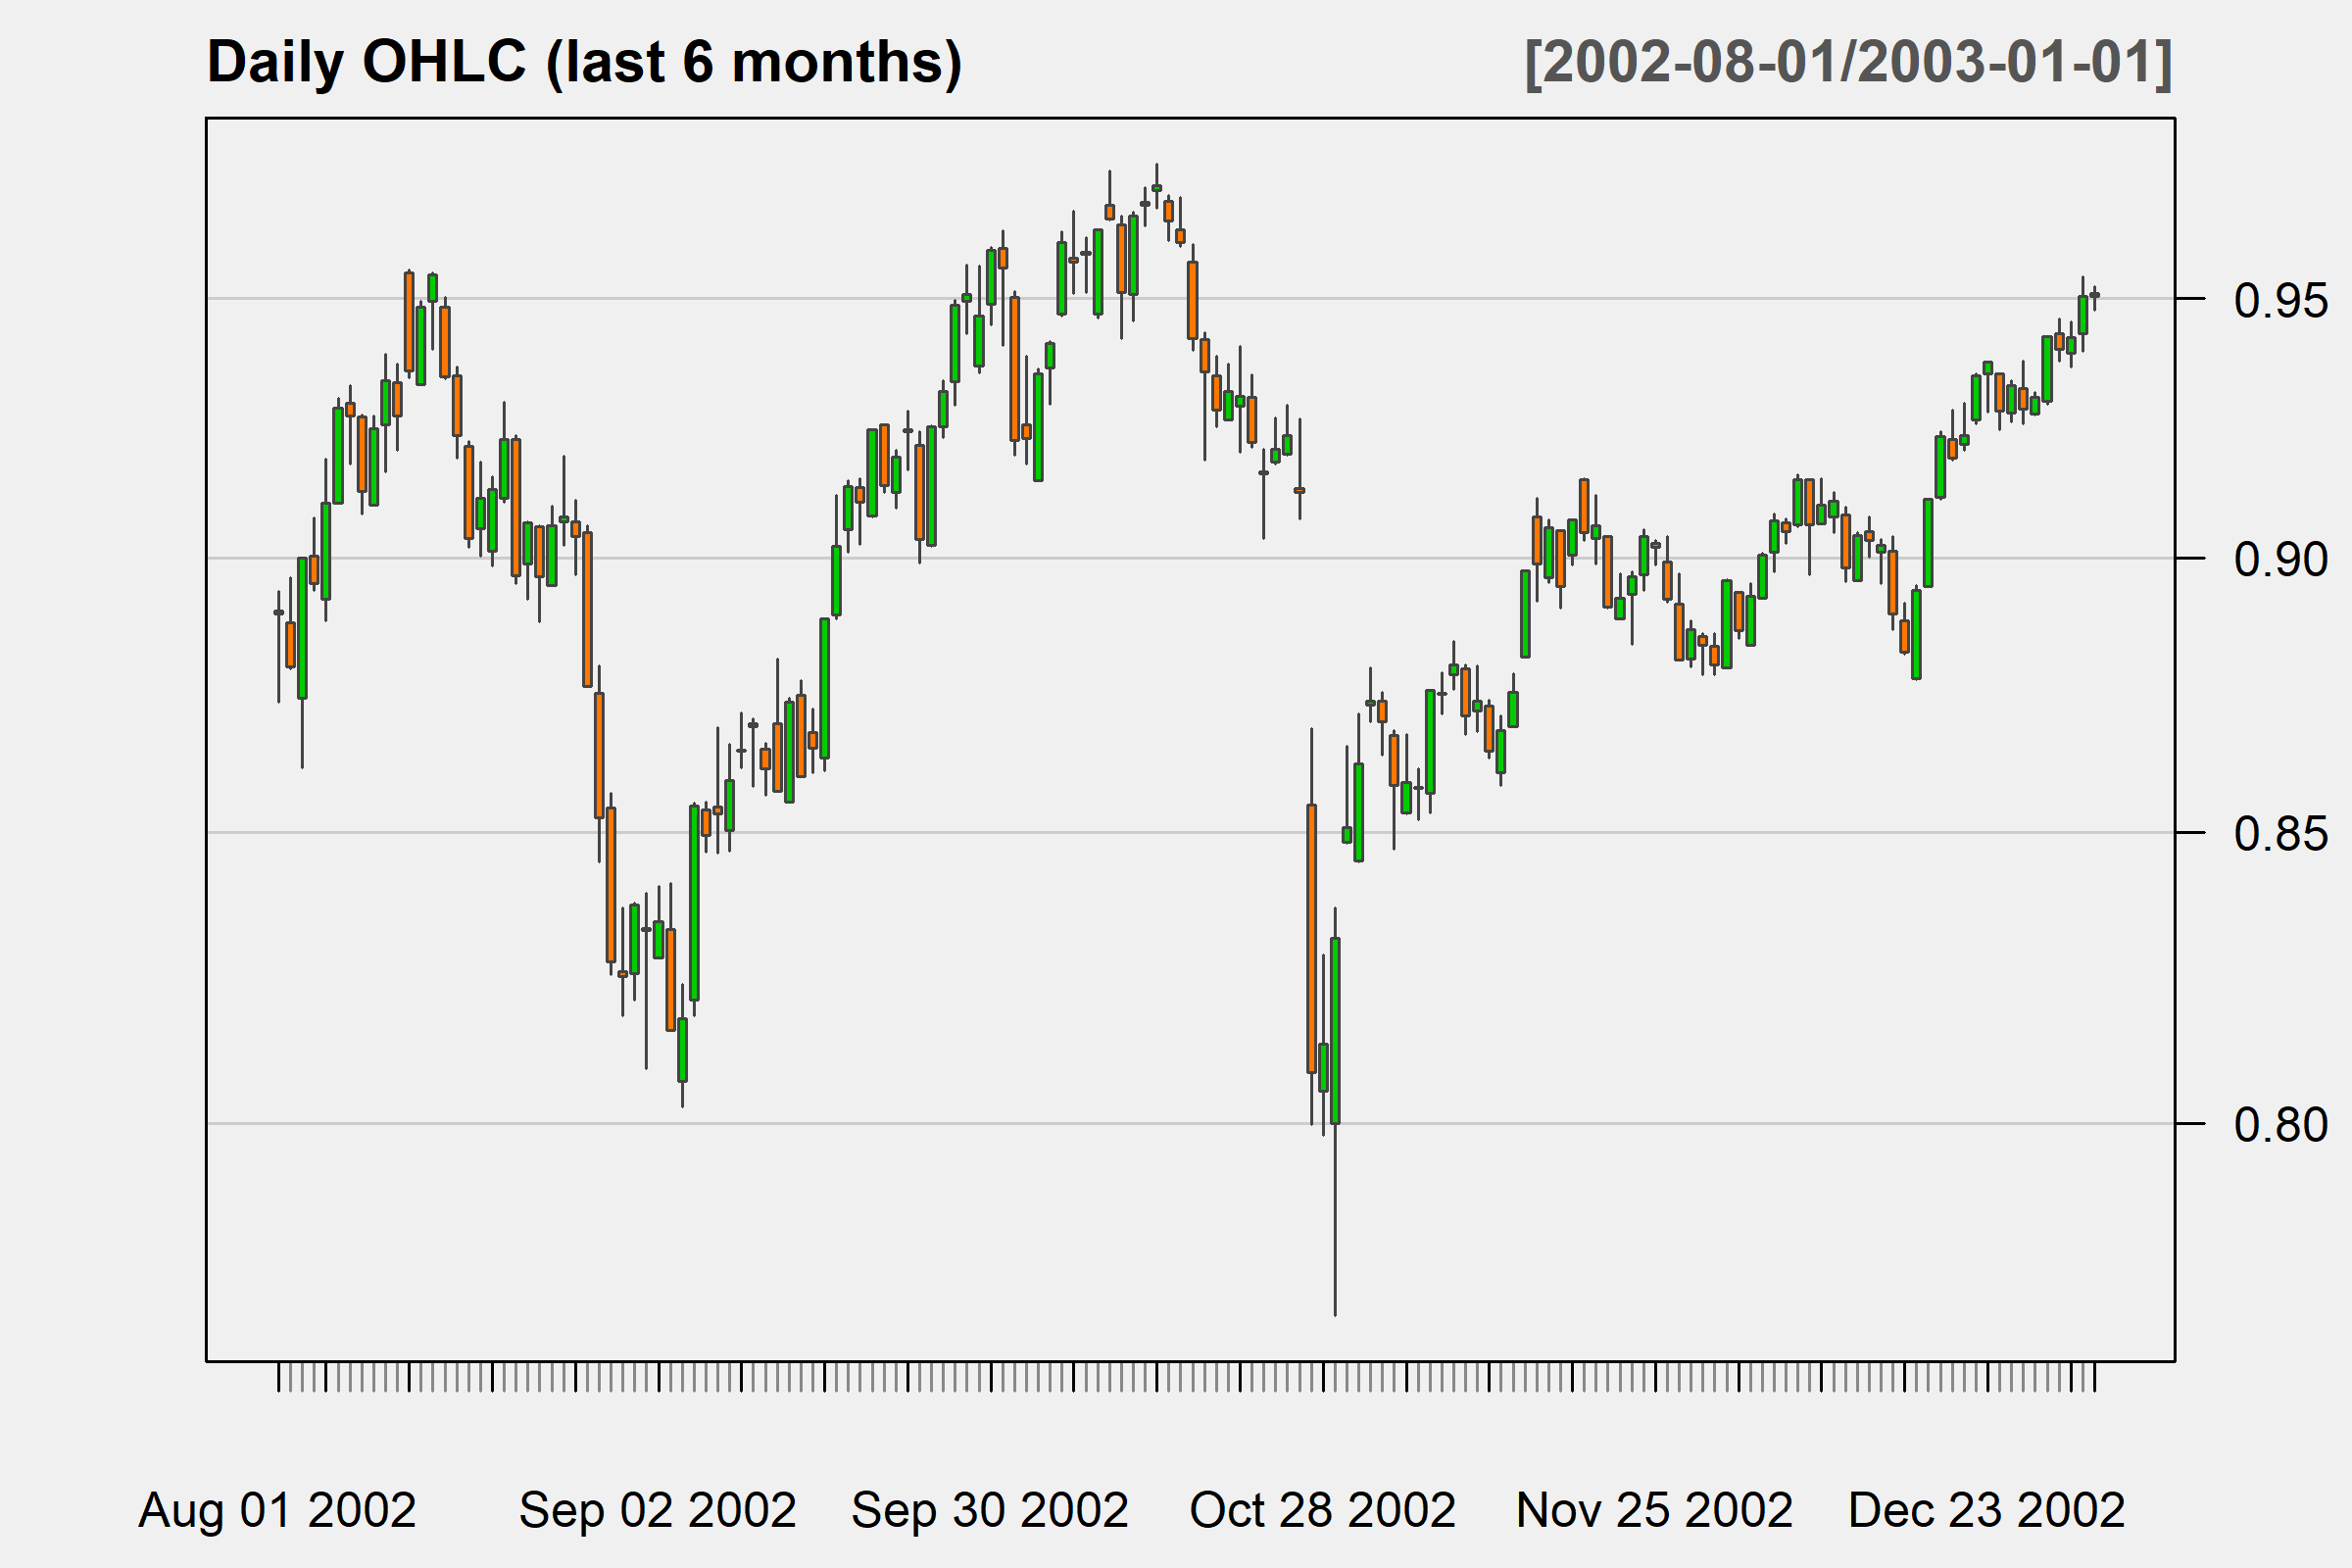 Daily OHLC (last 6 months) [2002-08-01/2003-01-01]
0.95
0.90
0.85
0.80
Aug 01 2002 Sep 02 2002 Sep 30 2002 Oct 28 2002 Nov 25 2002 Dec 23 2002